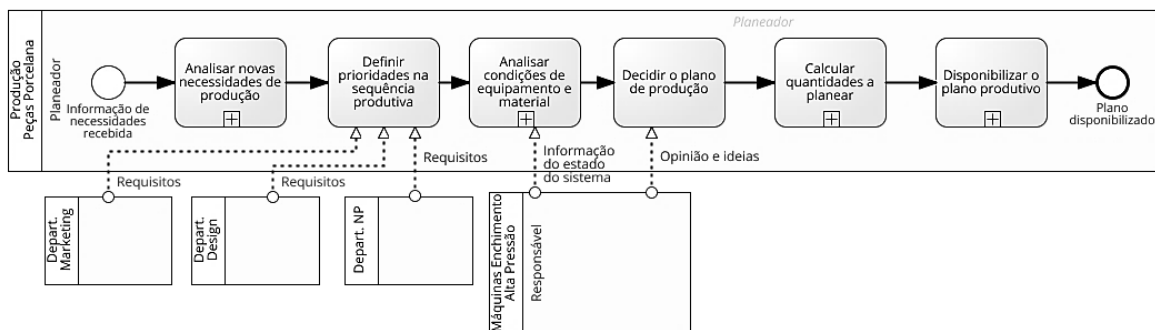 Planeador
Produção
Peças Porcelana
Planeador
Informação de
necessidades
recebida
Analisar novas
necessidades de
produção
Definir
prioridades na
sequência
produtiva
Analisar
condições de
equipamento e
material
Decidir o plano
de produção
Calcular
quantidades a
planear
Disponibilizar o
plano produtivo
Plano
disponibilizado
Requisitos
Requisitos
Requisitos
Informação
do estado
do sistema
Opinião e ideias
Depart.
Marketing
Depart.
Design
Depart. NP
Máquinas Enchimento
Alta Pressão
Responsável